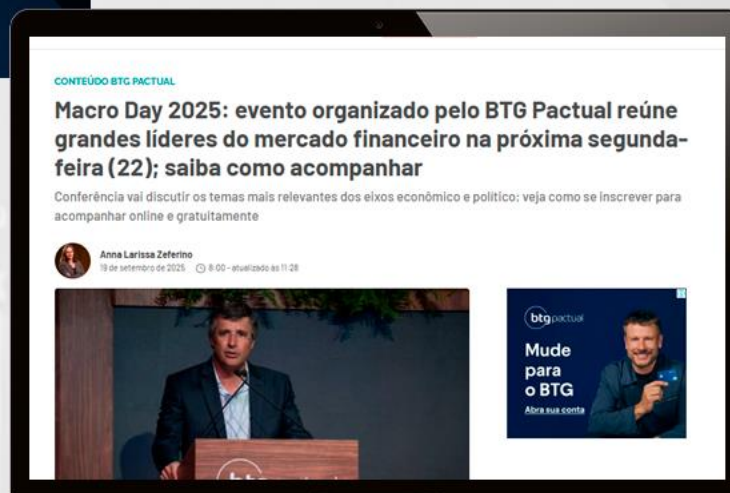 CONTEÚDO BTG PACTUAL
Macro Day 2025: evento organizado pelo BTG Pactual reúne
grandes líderes do mercado financeiro na próxima segunda-
feira (22); saiba como acompanhar
Conferência vai discutir os temas mais relevantes dos eixos econômico e político; veja como se inscrever para
acompanhar online e gratuitamente
Anna Larissa Zeferino
19 de setembro de 2025 8:00 - atualizado às 11:28
btg pactual
Mude
para
o BTG
Abra sua conta
btg